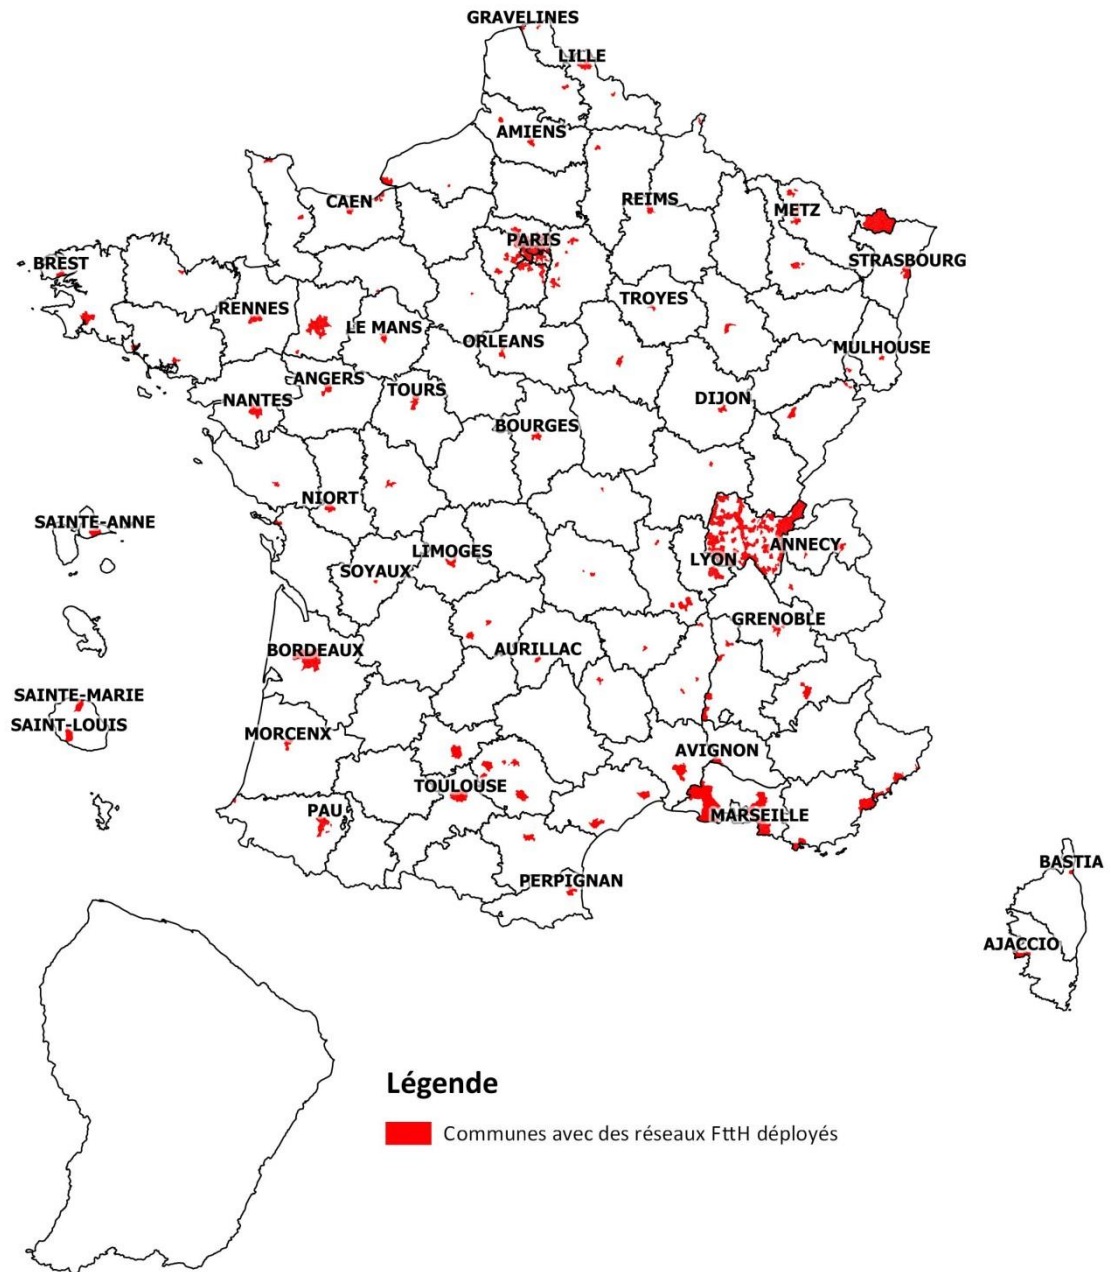 GRAVELINES
LILLE
AMIENS
CAEN
REIMS
METZ
PARIS
STRASBOURG
BREST
TROYES
RENNES
LE MANS
ORLEANS
MULHOUSE
ANGERS
TOURS
NANTES
DIJON
BOURGES
NIORT
SAINTE-ANNE
LIMOGES
ANNECY
LYON
SOYAUX
GRENOBLE
BORDEAUX
AURILLAC
SAINTE-MARIE
SAINT-LOUIS
MORCENX
AVIGNON
TOULOUSE
PAU
MARSEILLE
BASTIA
PERPIGNAN
AJACCIO
Légende
Communes avec des réseaux FttH déployés